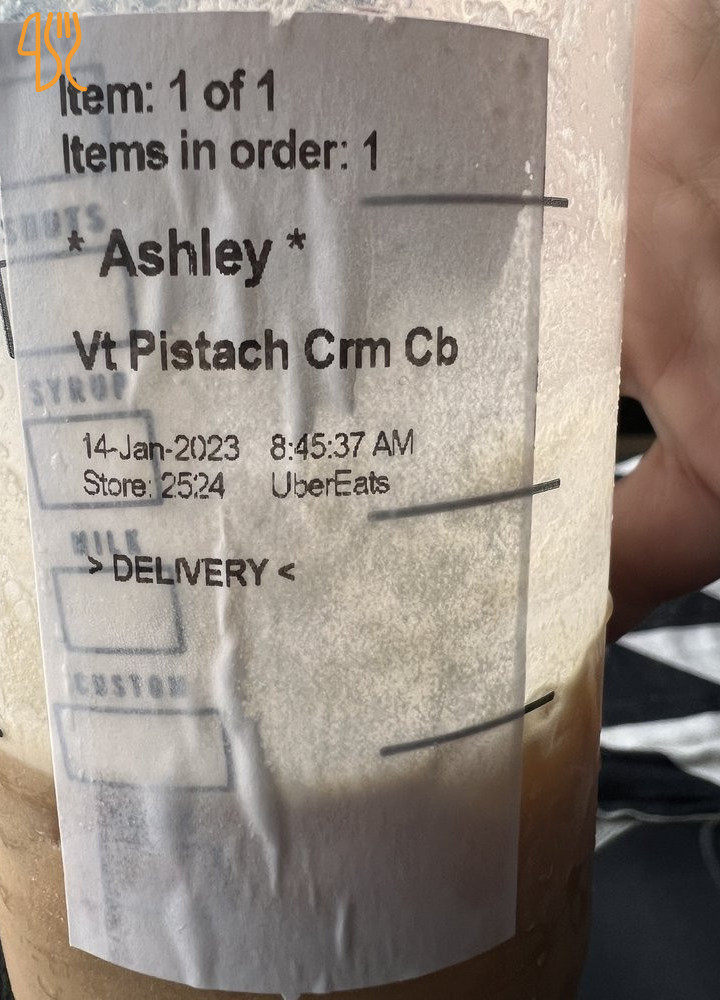 Item: 1 of 1
Items in order: 1
SHOTS
* Ashley *
Vt Pistach Crm Cb
SYRUP
14-Jan-2023 8:45:37 AM
Store: 2524 UberEats
MILK
> DELIVERY <
CUSTOM